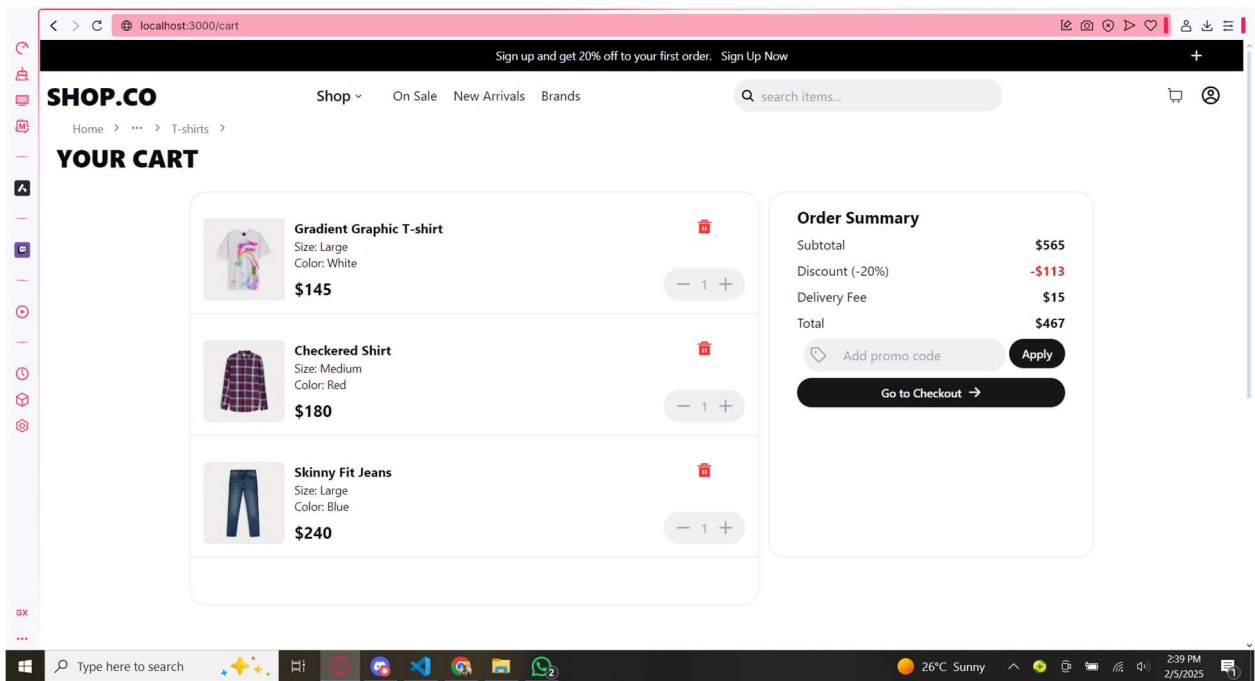 localhost:3000/cart
Sign up and get 20% off to your first order. Sign Up Now
SHOP.CO
Shop
On Sale
New Arrivals
Brands
search items...
Home > ... > T-shirts >
YOUR CART
Gradient Graphic T-shirt
Size: Large
Color: White
$145
1
Checkered Shirt
Size: Medium
Color: Red
$180
1
Skinny Fit Jeans
Size: Large
Color: Blue
$240
1
Order Summary
Subtotal $565
Discount (-20%) -$113
Delivery Fee $15
Total $467
Add promo code
Apply
Go to Checkout →
GX
Type here to search
2
26°C Sunny
2:39 PM
2/5/2025
1